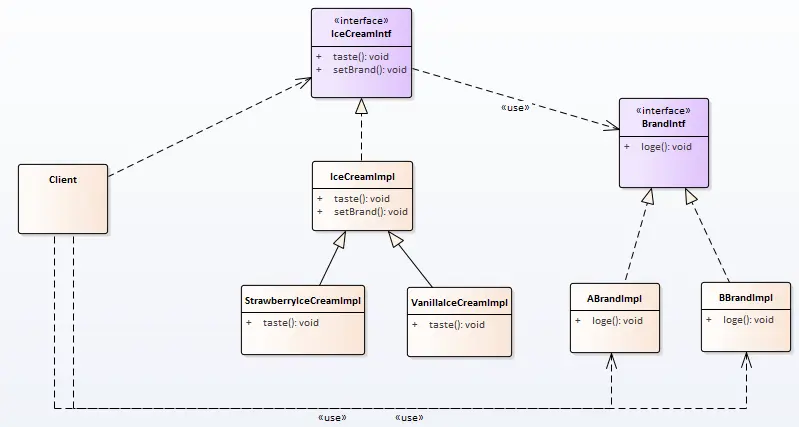 «interface»
IceCreamIntf
+ taste(): void
+ setBrand(): void
«use»
«interface»
BrandIntf
+ loge(): void
Client
IceCreamImpl
+ taste(): void
+ setBrand(): void
StrawberryIceCreamImpl
+ taste(): void
VanillaIceCreamImpl
+ taste(): void
ABrandImpl
+ loge(): void
BBrandImpl
+ loge(): void
«use»
«use»